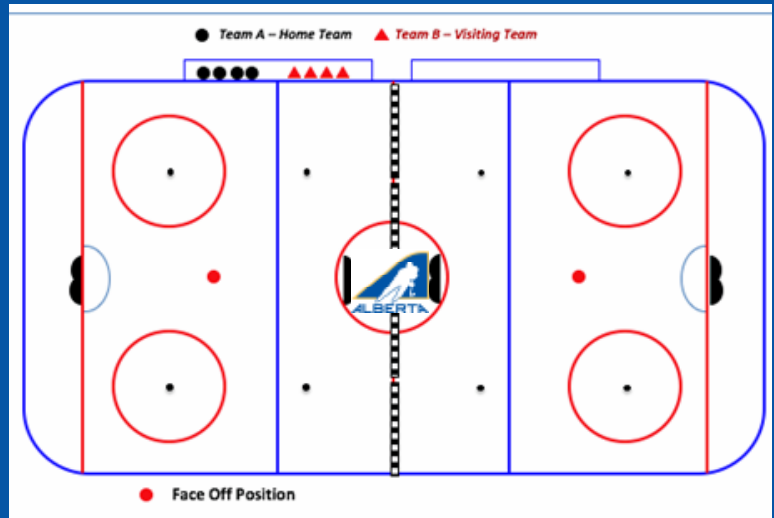 Team A – Home Team
Team B – Visiting Team
ALBERTA
Face Off Position